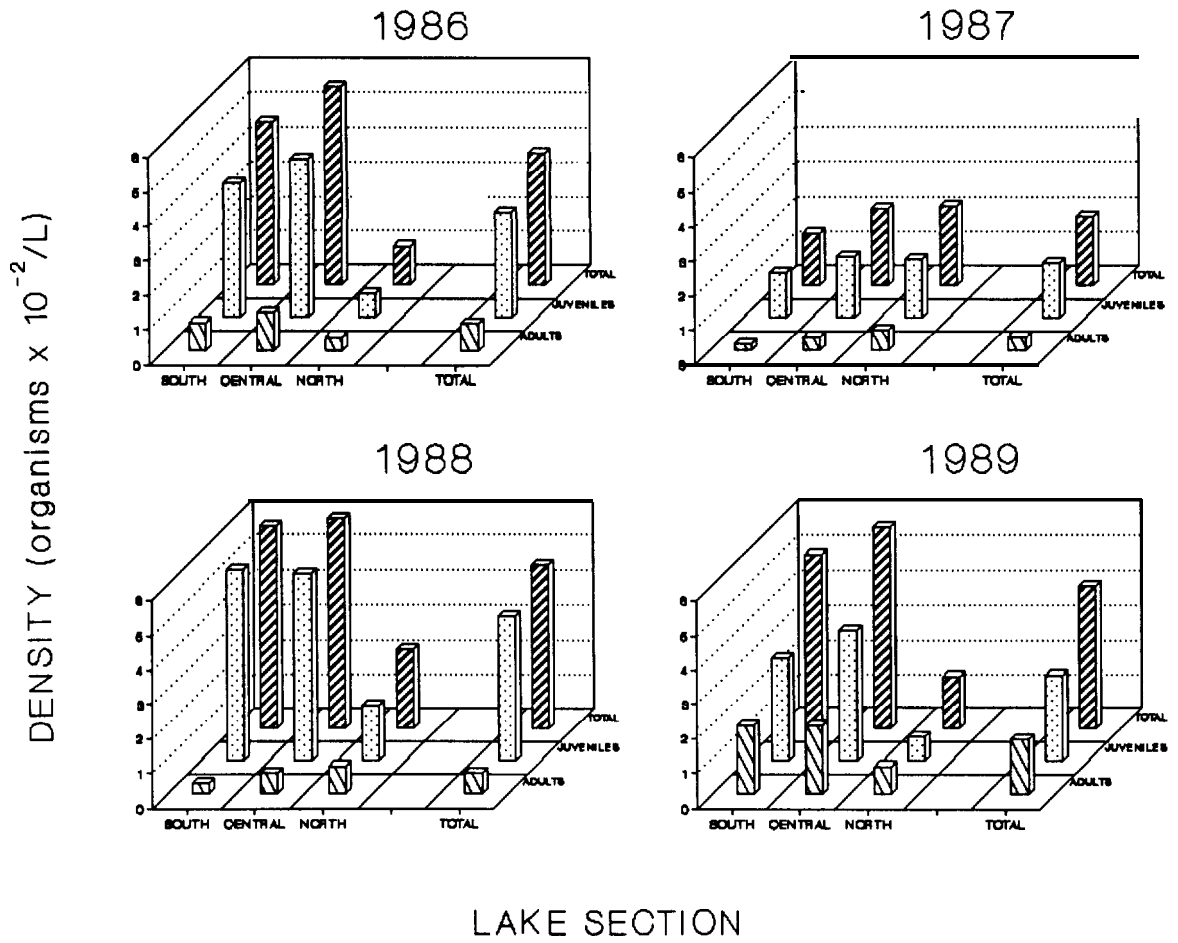 DENSITY (organisms x 10⁻²/L)
1986
6
5
4
3
2
1
0
SOUTH CENTRAL NORTH TOTAL
TOTAL
JUVENILES
ADULTS
1987
6
5
4
3
2
1
0
SOUTH CENTRAL NORTH TOTAL
TOTAL
JUVENILES
ADULTS
1988
6
5
4
3
2
1
0
SOUTH CENTRAL NORTH TOTAL
TOTAL
JUVENILES
ADULTS
1989
6
5
4
3
2
1
0
SOUTH CENTRAL NORTH TOTAL
TOTAL
JUVENILES
ADULTS
LAKE SECTION